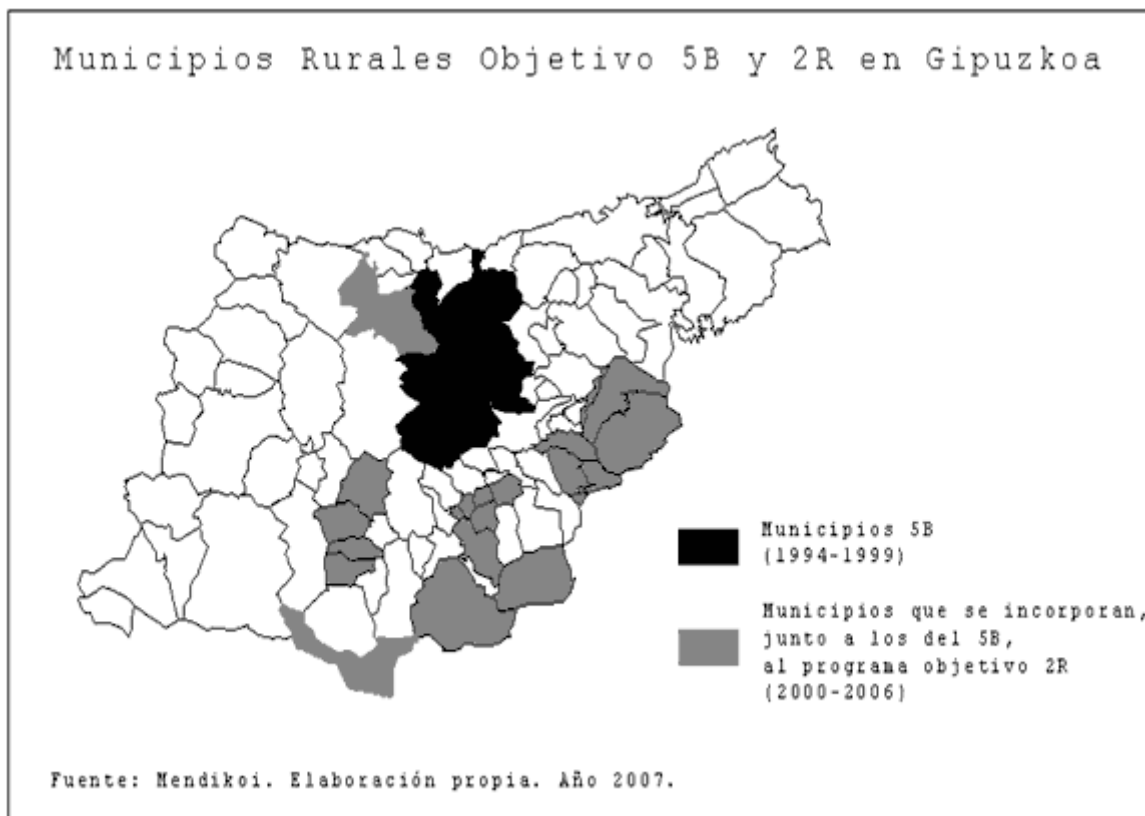 Municipios Rurales Objetivo 5B y 2R en Gipuzkoa
Municipios 5B
(1994-1999)
Municipios que se incorporan,
junto a los del 5B,
al programa objetivo 2R
(2000-2006)
Fuente: Mendikoi. Elaboración propia. Año 2007.